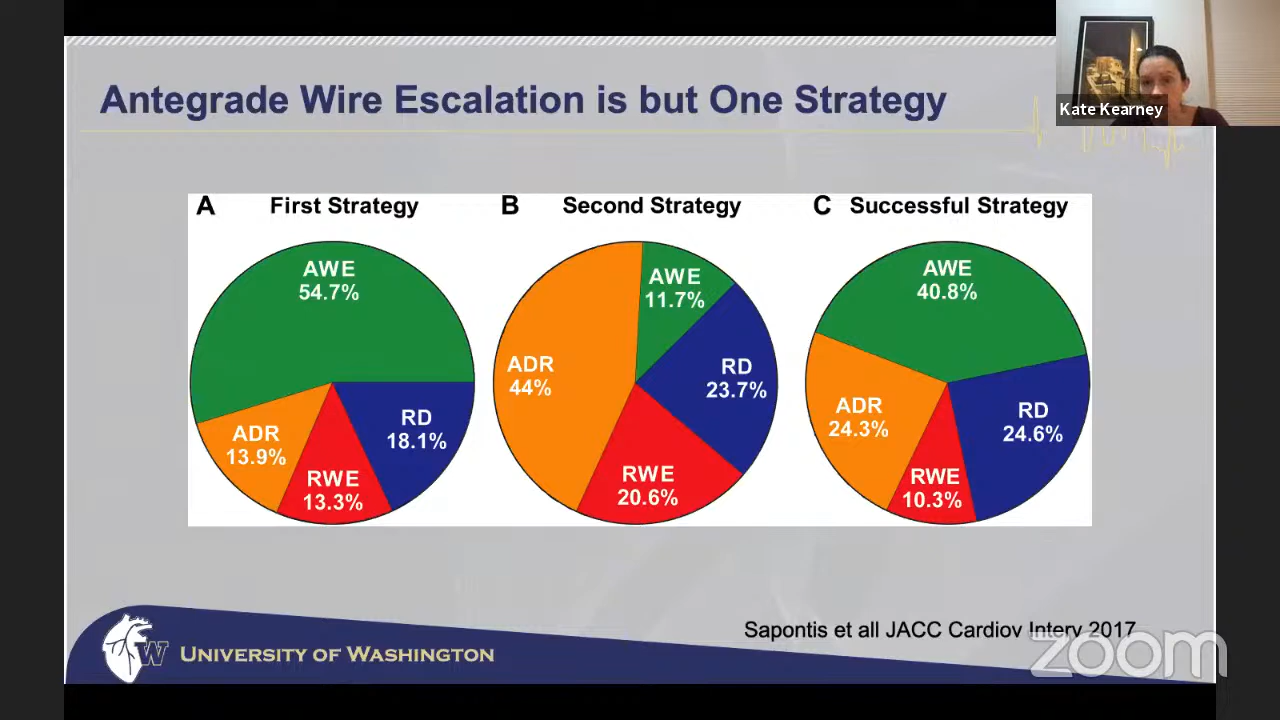 Antegrade Wire Escalation is but One Strategy
Kate Kearney
A First Strategy
AWE
54.7%
ADR
13.9%
RWE
13.3%
RD
18.1%
B Second Strategy
AWE
11.7%
ADR
44%
RD
23.7%
RWE
20.6%
C Successful Strategy
AWE
40.8%
ADR
24.3%
RD
24.6%
RWE
10.3%
Sapontis et all JACC Cardiov Interv 2017
W
UNIVERSITY OF WASHINGTON
zoom